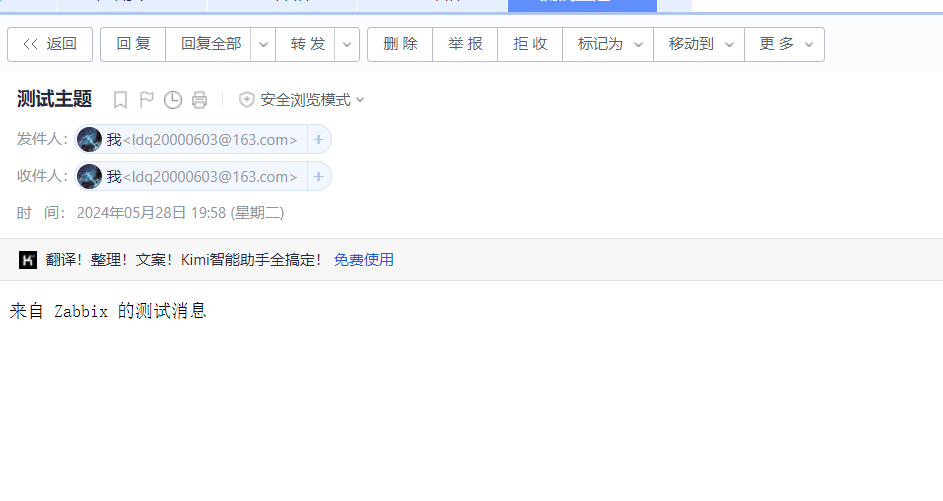 返回 回 复 回复全部 转 发 删 除 举 报 拒 收 标记为 移动到 更 多
测试主题 安全浏览模式
发件人： 我<ldq20000603@163.com> +
收件人： 我<ldq20000603@163.com> +
时 间： 2024年05月28日 19:58 (星期二)
翻译！整理！文案！Kimi智能助手全搞定！ 免费使用
来自 Zabbix 的测试消息